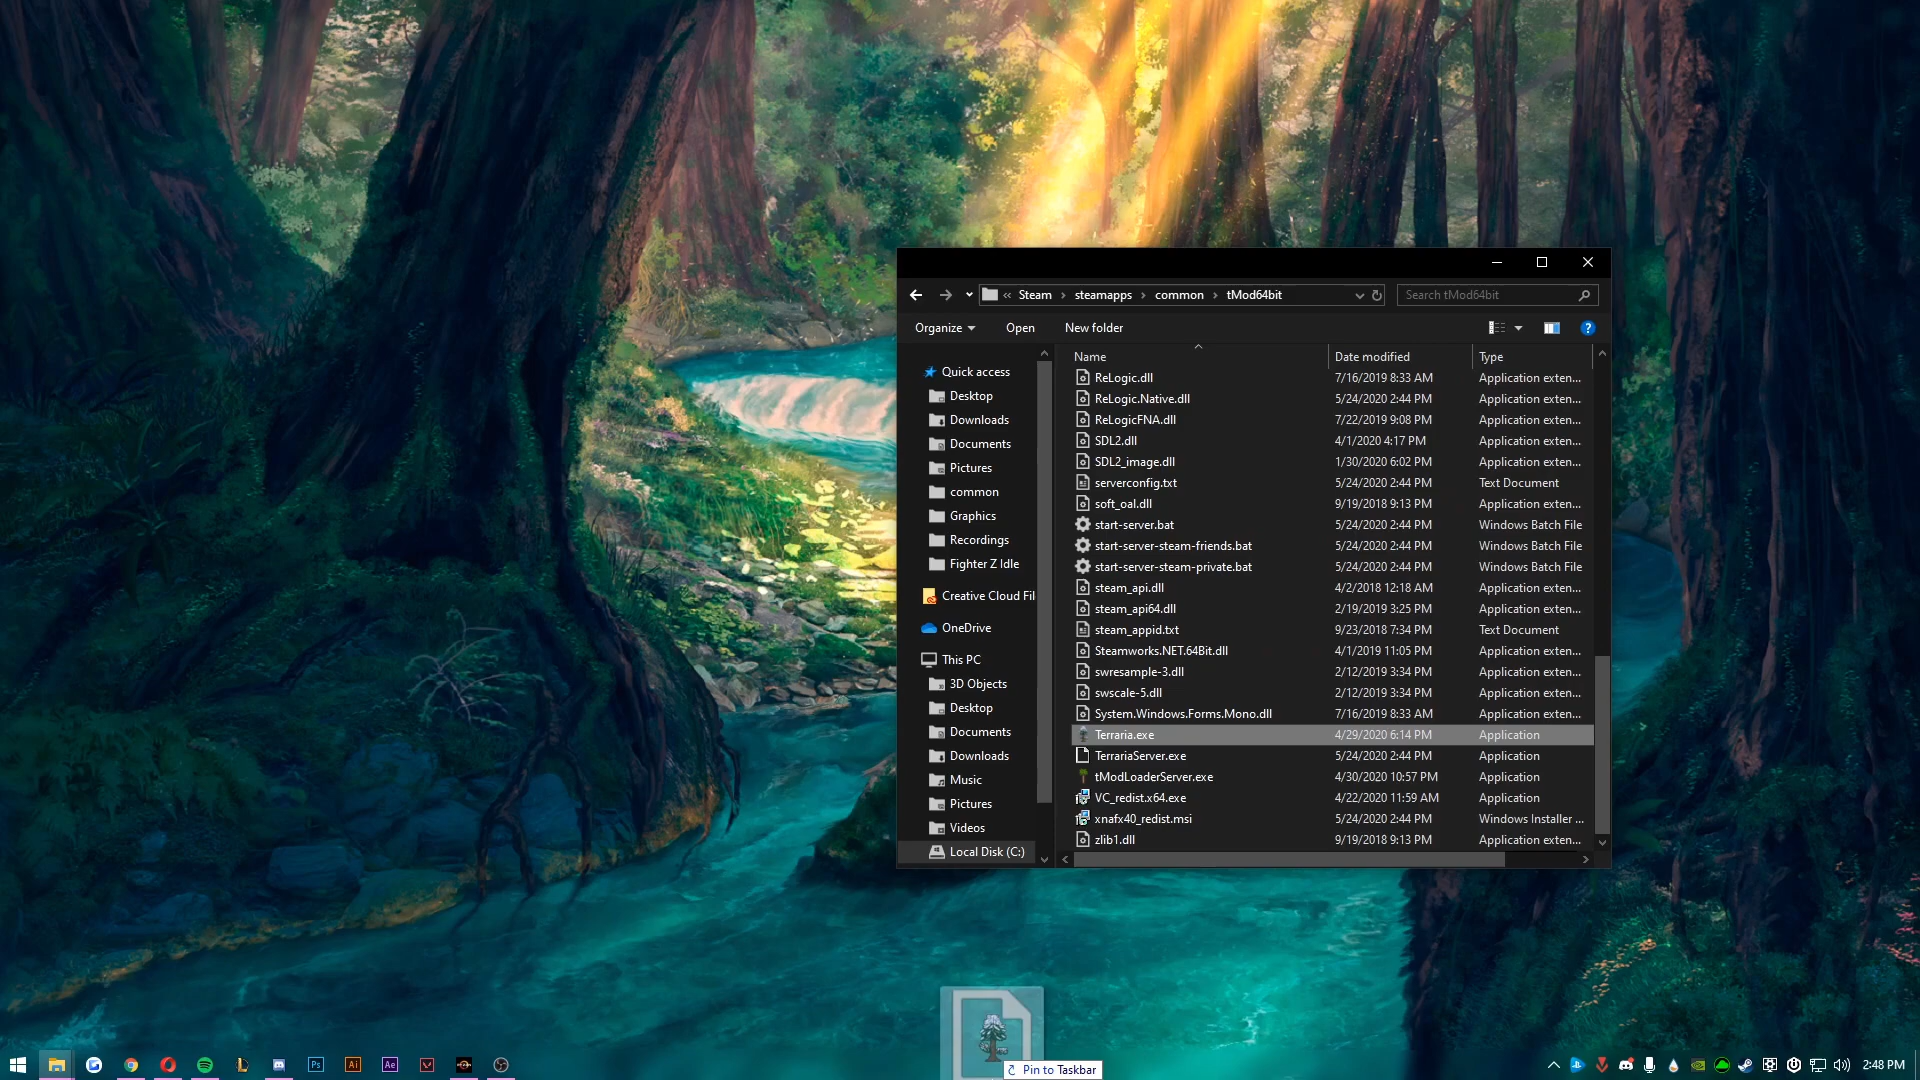 « Steam › steamapps › common › tMod64bit
Search tMod64bit
Organize
Open
New folder
?
Quick access
Desktop
Downloads
Documents
Pictures
common
Graphics
Recordings
Fighter Z Idle
Creative Cloud Fil
OneDrive
This PC
3D Objects
Desktop
Documents
Downloads
Music
Pictures
Videos
Local Disk (C:)
Name Date modified Type
ReLogic.dll 7/16/2019 8:33 AM Application exten...
ReLogic.Native.dll 5/24/2020 2:44 PM Application exten...
ReLogicFNA.dll 7/22/2019 9:08 PM Application exten...
SDL2.dll 4/1/2020 4:17 PM Application exten...
SDL2_image.dll 1/30/2020 6:02 PM Application exten...
serverconfig.txt 5/24/2020 2:44 PM Text Document
soft_oal.dll 9/19/2018 9:13 PM Application exten...
start-server.bat 5/24/2020 2:44 PM Windows Batch File
start-server-steam-friends.bat 5/24/2020 2:44 PM Windows Batch File
start-server-steam-private.bat 5/24/2020 2:44 PM Windows Batch File
steam_api.dll 4/2/2018 12:18 AM Application exten...
steam_api64.dll 2/19/2019 3:25 PM Application exten...
steam_appid.txt 9/23/2018 7:34 PM Text Document
Steamworks.NET.64Bit.dll 4/1/2019 11:05 PM Application exten...
swresample-3.dll 2/12/2019 3:34 PM Application exten...
swscale-5.dll 2/12/2019 3:34 PM Application exten...
System.Windows.Forms.Mono.dll 7/16/2019 8:33 AM Application exten...
Terraria.exe 4/29/2020 6:14 PM Application
TerrariaServer.exe 5/24/2020 2:44 PM Application
tModLoaderServer.exe 4/30/2020 10:57 PM Application
VC_redist.x64.exe 4/22/2020 11:59 AM Application
xnafx40_redist.msi 5/24/2020 2:44 PM Windows Installer ...
zlib1.dll 9/19/2018 9:13 PM Application exten...
Pin to Taskbar
Ps
Ai
Ae
2:48 PM